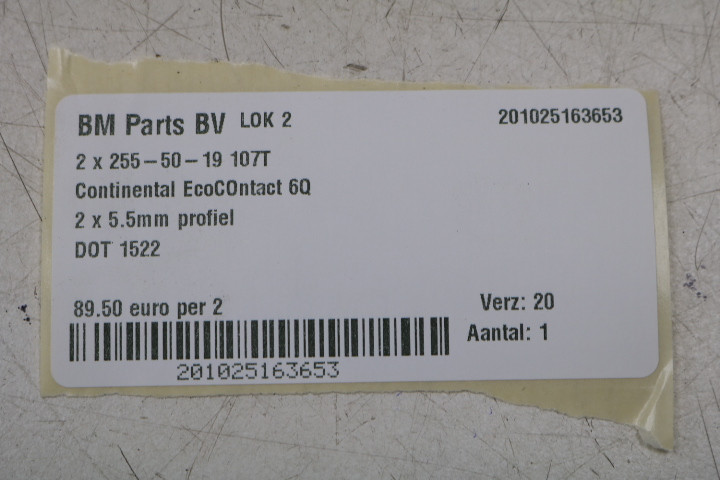 BM Parts BV LOK 2 201025163653
2 x 255-50-19 107T
Continental EcoCOntact 6Q
2 x 5.5mm profiel
DOT 1522
89.50 euro per 2 Verz: 20
Aantal: 1
201025163653